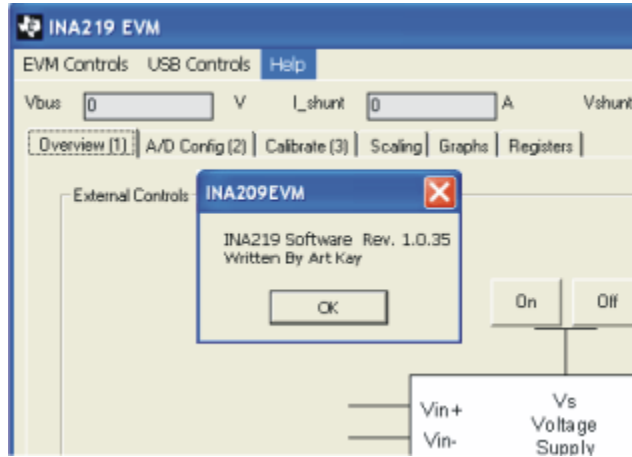 INA219 EVM
EVM Controls USB Controls Help
Vbus 0 V I_shunt 0 A Vshunt
Overview (1) A/D Config (2) Calibrate (3) Scaling Graphs Registers
External Controls
INA209EVM
INA219 Software Rev. 1.0.35
Written By Art Kay
OK
On Off
Vin+
Vin-
Vs
Voltage
Supply